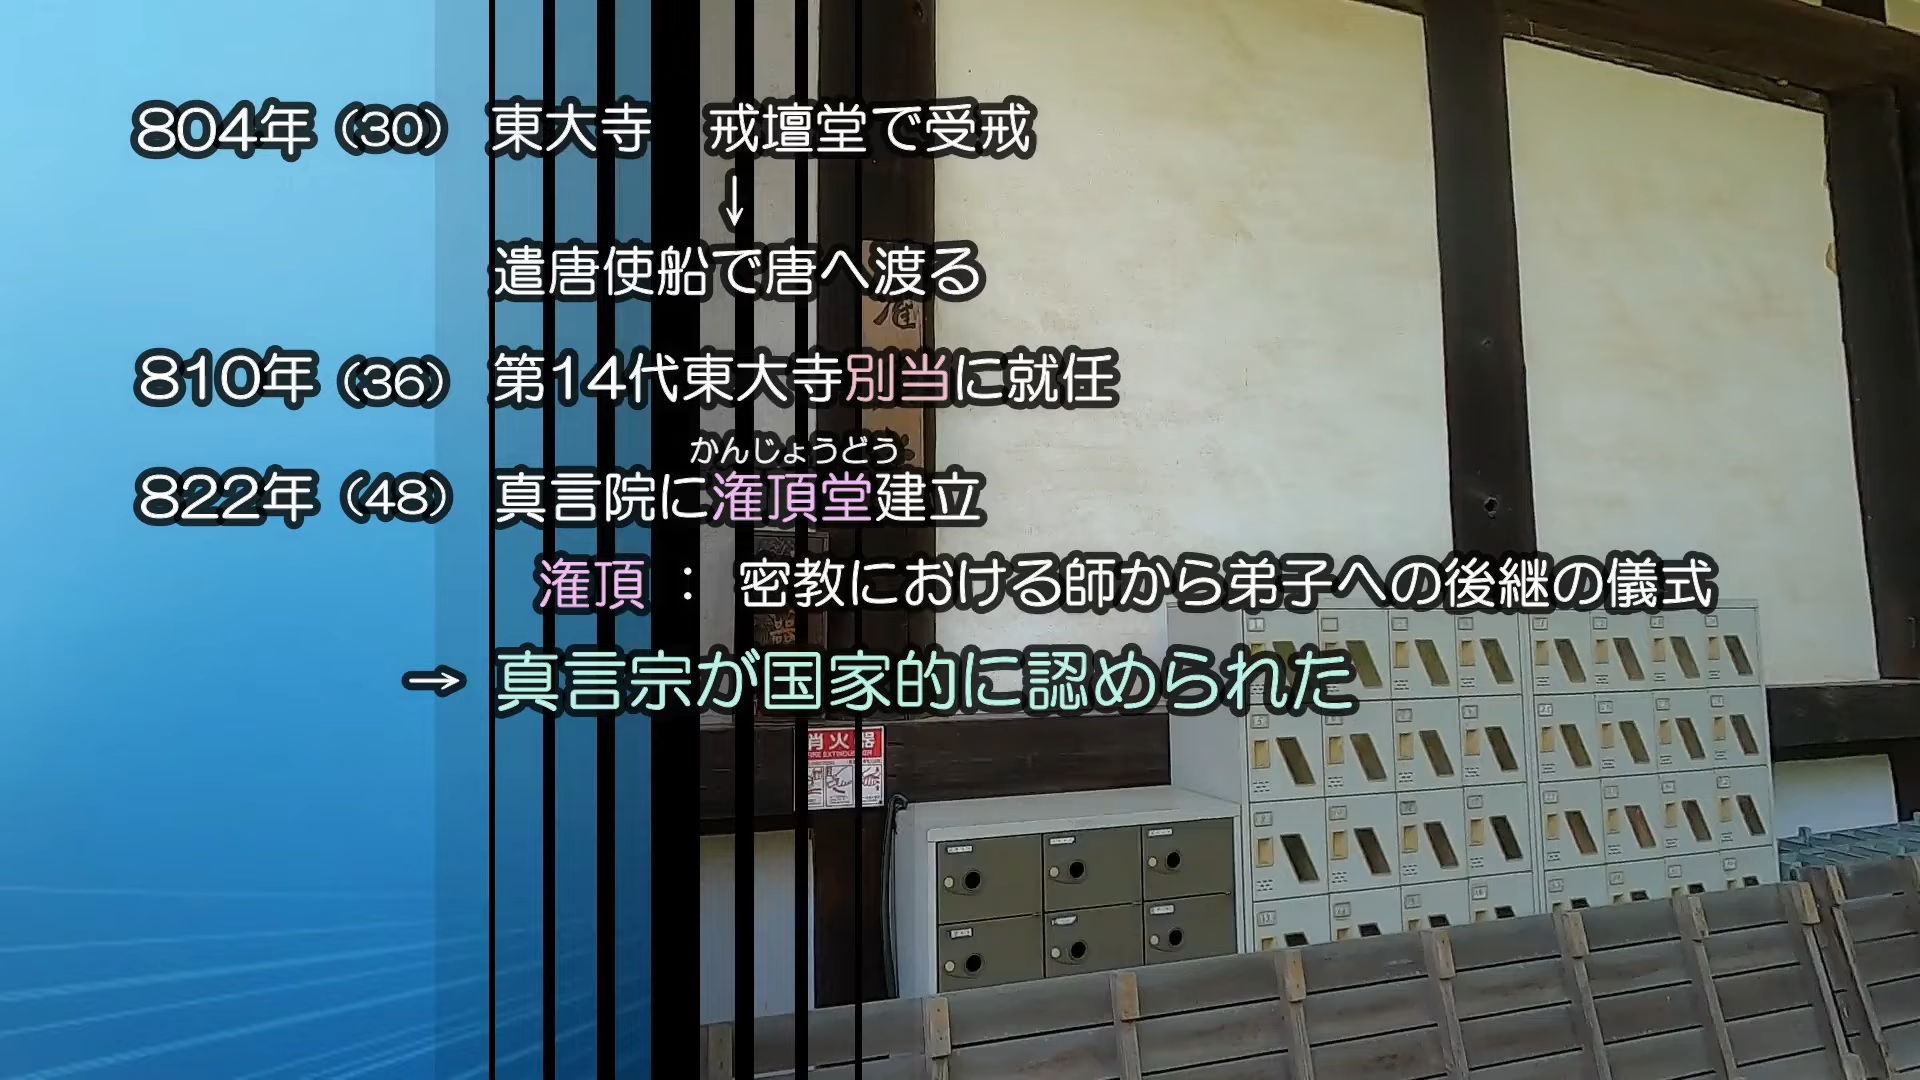 804年（30） 東大寺　戒壇堂で受戒
↓
遣唐使船で唐へ渡る
810年（36） 第14代東大寺別当に就任
かんじょうどう
822年（48） 真言院に潅頂堂建立
潅頂 ： 密教における師から弟子への後継の儀式
→ 真言宗が国家的に認められた
消火器